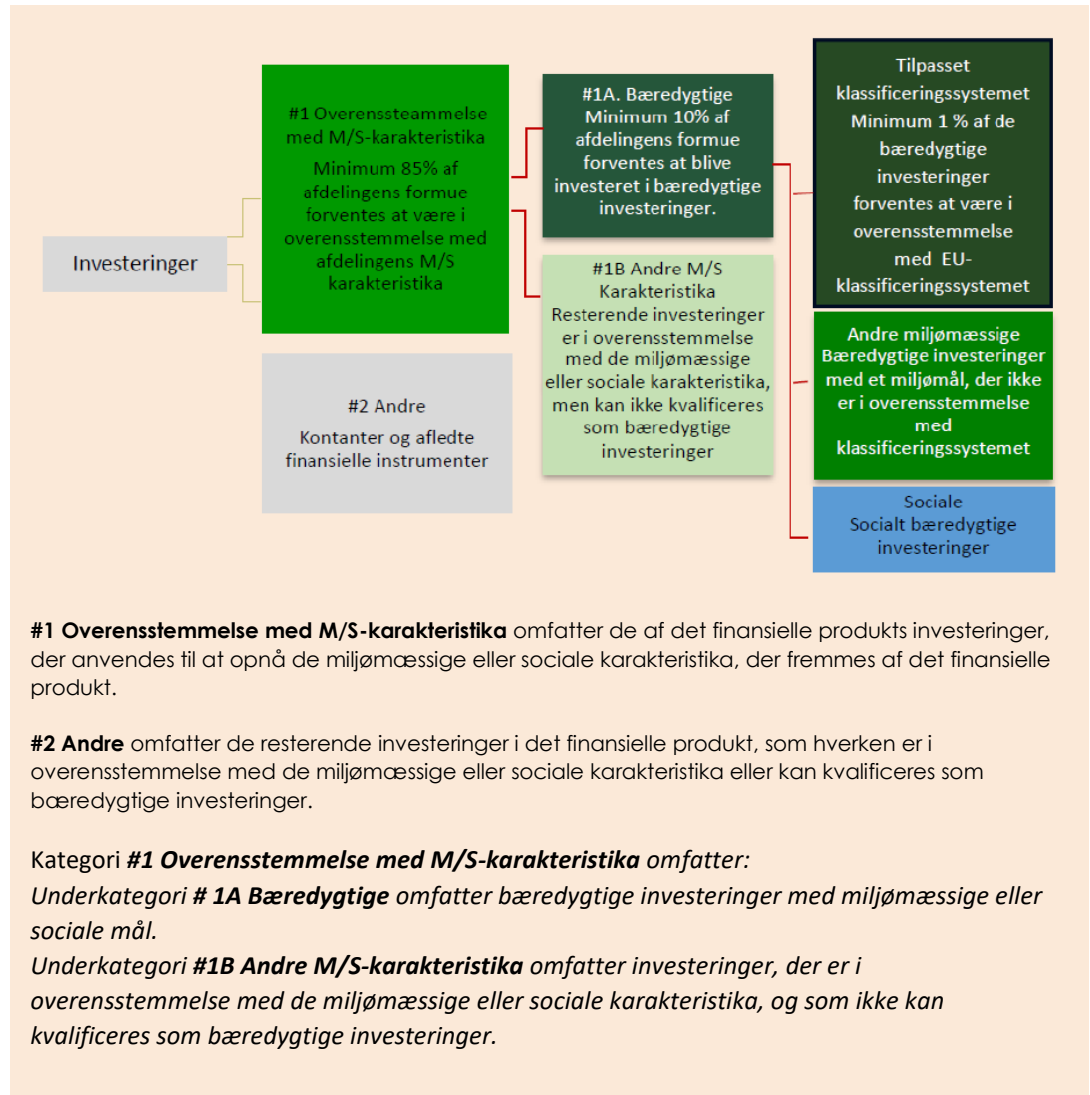 Investeringer
#1 Overenssteammelse
med M/S-karakteristika
Minimum 85% af
afdelingens formue
forventes at være i
overensstemmelse med
afdelingens M/S
karakteristika
#2 Andre
Kontanter og afledte
finansielle instrumenter
#1A. Bæredygtige
Minimum 10% af
afdelingens formue
forventes at blive
investeret i bæredygtige
investeringer.
#1B Andre M/S
Karakteristika
Resterende investeringer
er i overensstemmelse
med de miljømæssige
eller sociale karakteristika,
men kan ikke kvalificeres
som bæredygtige
investeringer
Tilpasset
klassificeringssystemet
Minimum 1 % af de
bæredygtige
investeringer
forventes at være i
overensstemmelse
med EU-
klassificeringssystemet
Andre miljømæssige
Bæredygtige investeringer
med et miljømål, der ikke
er i overensstemmelse
med
klassificeringssystemet
Sociale
Socialt bæredygtige
investeringer
#1 Overensstemmelse med M/S-karakteristika omfatter de af det finansielle produkts investeringer,
der anvendes til at opnå de miljømæssige eller sociale karakteristika, der fremmes af det finansielle
produkt.
#2 Andre omfatter de resterende investeringer i det finansielle produkt, som hverken er i
overensstemmelse med de miljømæssige eller sociale karakteristika eller kan kvalificeres som
bæredygtige investeringer.
Kategori #1 Overensstemmelse med M/S-karakteristika omfatter:
Underkategori # 1A Bæredygtige omfatter bæredygtige investeringer med miljømæssige eller
sociale mål.
Underkategori #1B Andre M/S-karakteristika omfatter investeringer, der er i
overensstemmelse med de miljømæssige eller sociale karakteristika, og som ikke kan
kvalificeres som bæredygtige investeringer.